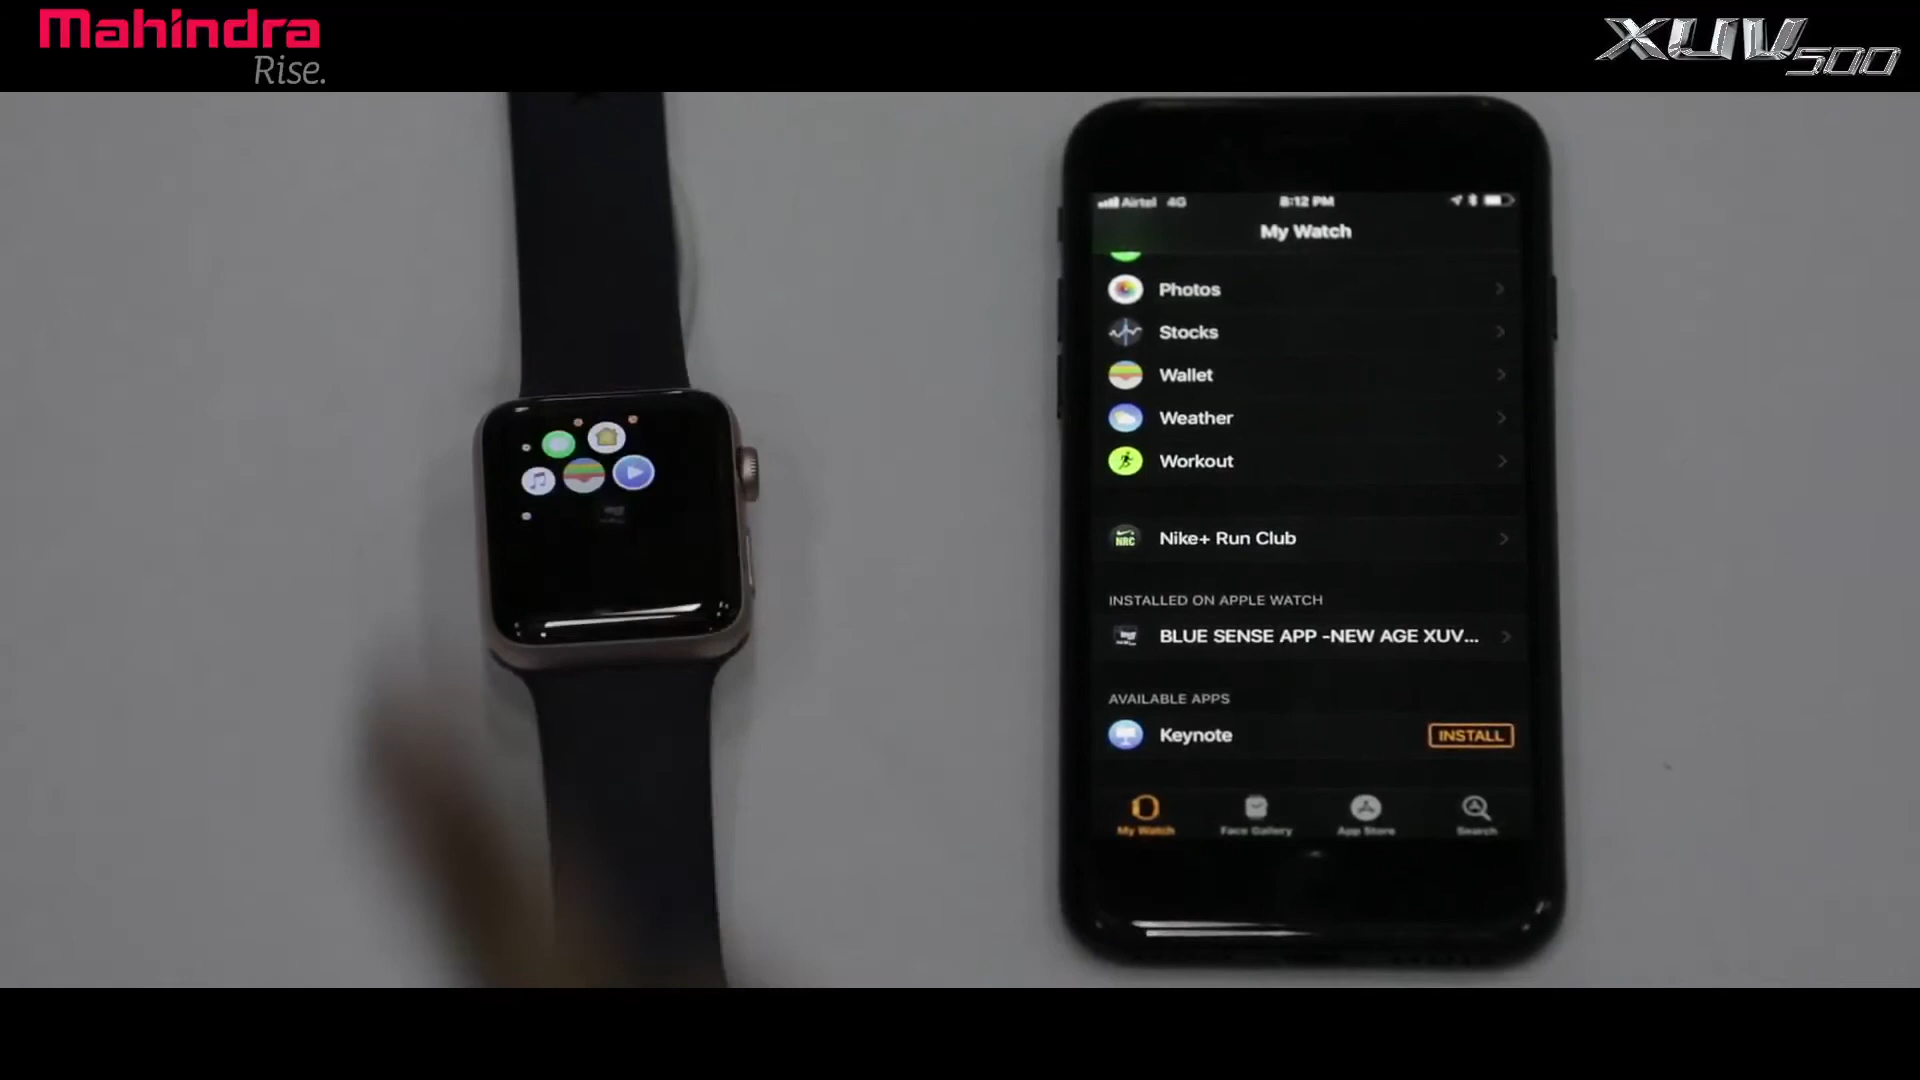 Mahindra
Rise.
XUV500
Airtel 4G
8:12 PM
My Watch
Photos
Stocks
Wallet
Weather
Workout
NRC
Nike+ Run Club
INSTALLED ON APPLE WATCH
BLUE SENSE APP -NEW AGE XUV...
AVAILABLE APPS
Keynote
INSTALL
My Watch
Face Gallery
App Store
Search